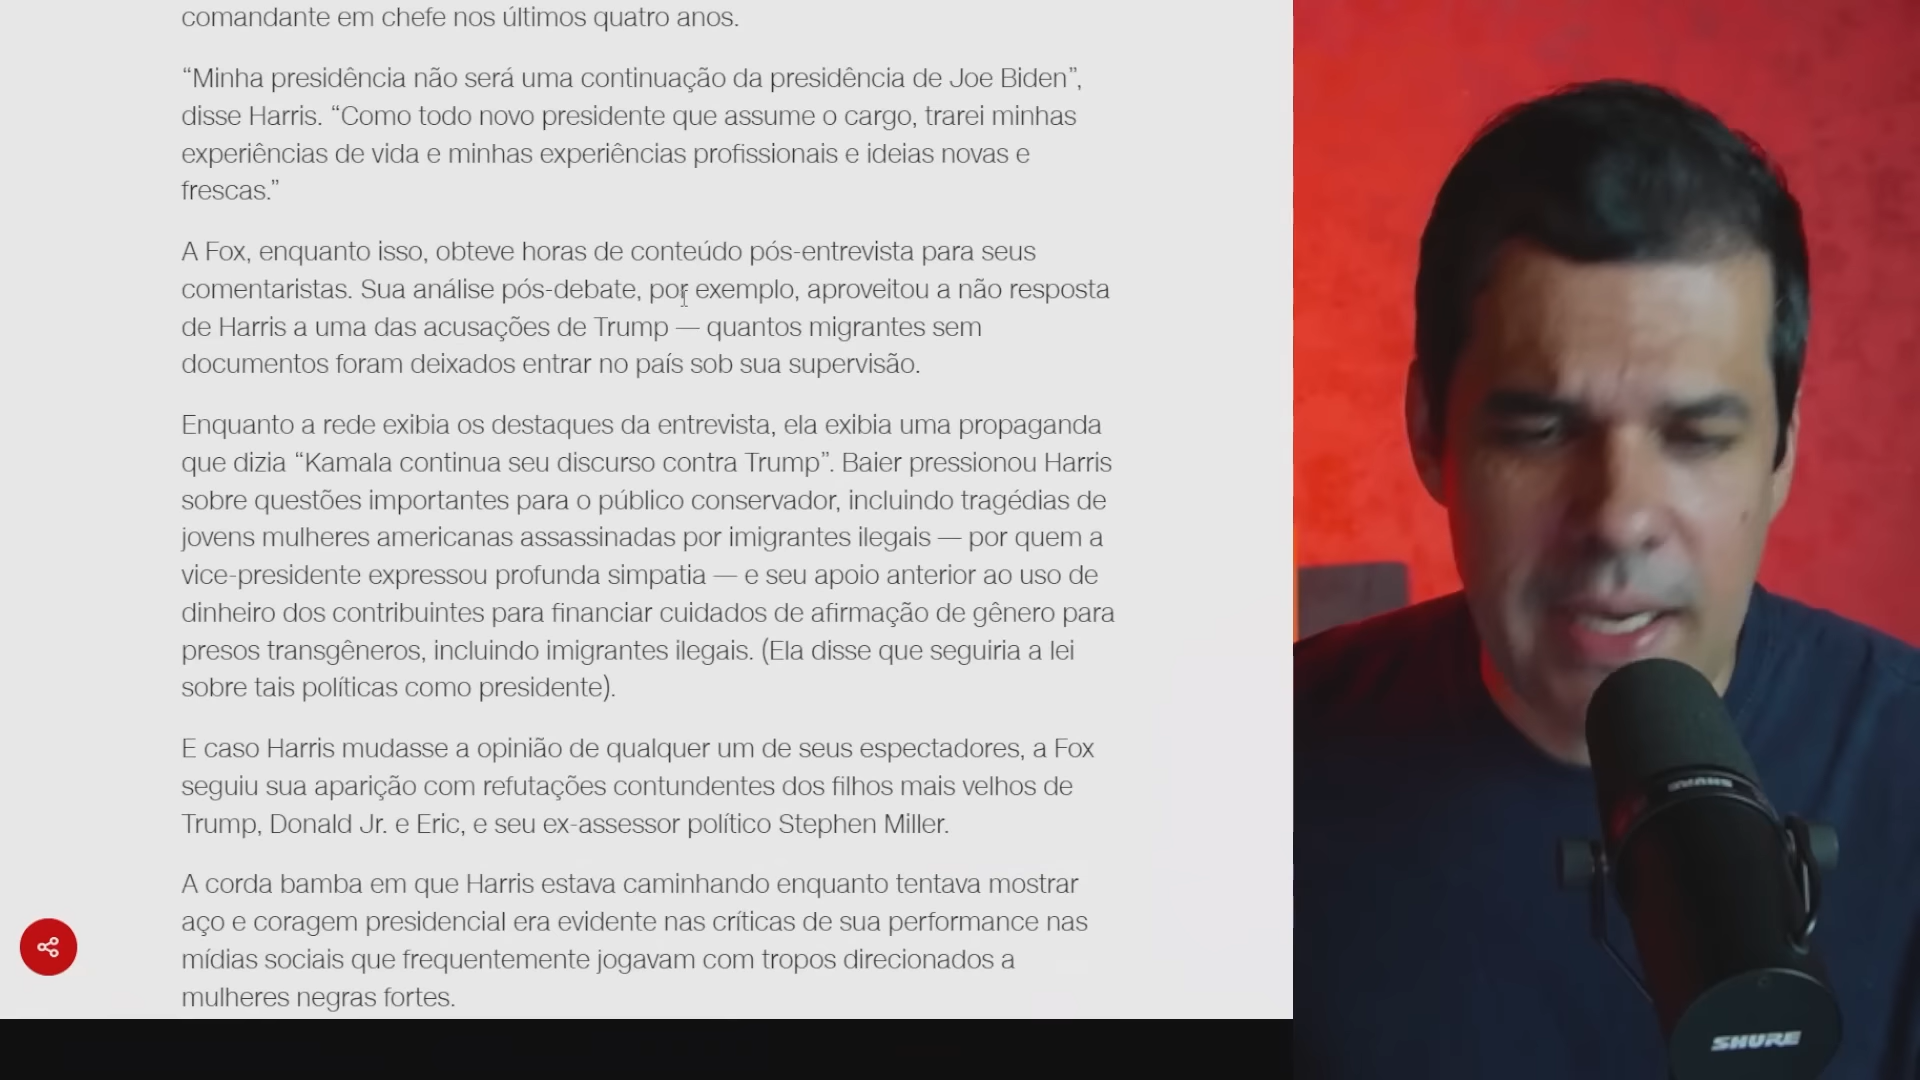 comandante em chefe nos últimos quatro anos.
“Minha presidência não será uma continuação da presidência de Joe Biden”,
disse Harris. “Como todo novo presidente que assume o cargo, trarei minhas
experiências de vida e minhas experiências profissionais e ideias novas e
frescas.”
A Fox, enquanto isso, obteve horas de conteúdo pós-entrevista para seus
comentaristas. Sua análise pós-debate, por exemplo, aproveitou a não resposta
de Harris a uma das acusações de Trump — quantos migrantes sem
documentos foram deixados entrar no país sob sua supervisão.
Enquanto a rede exibia os destaques da entrevista, ela exibia uma propaganda
que dizia “Kamala continua seu discurso contra Trump”. Baier pressionou Harris
sobre questões importantes para o público conservador, incluindo tragédias de
jovens mulheres americanas assassinadas por imigrantes ilegais — por quem a
vice-presidente expressou profunda simpatia — e seu apoio anterior ao uso de
dinheiro dos contribuintes para financiar cuidados de afirmação de gênero para
presos transgêneros, incluindo imigrantes ilegais. (Ela disse que seguiria a lei
sobre tais políticas como presidente).
E caso Harris mudasse a opinião de qualquer um de seus espectadores, a Fox
seguiu sua aparição com refutações contundentes dos filhos mais velhos de
Trump, Donald Jr. e Eric, e seu ex-assessor político Stephen Miller.
A corda bamba em que Harris estava caminhando enquanto tentava mostrar
aço e coragem presidencial era evidente nas críticas de sua performance nas
mídias sociais que frequentemente jogavam com tropos direcionados a
mulheres negras fortes.
SHURE
SHURE